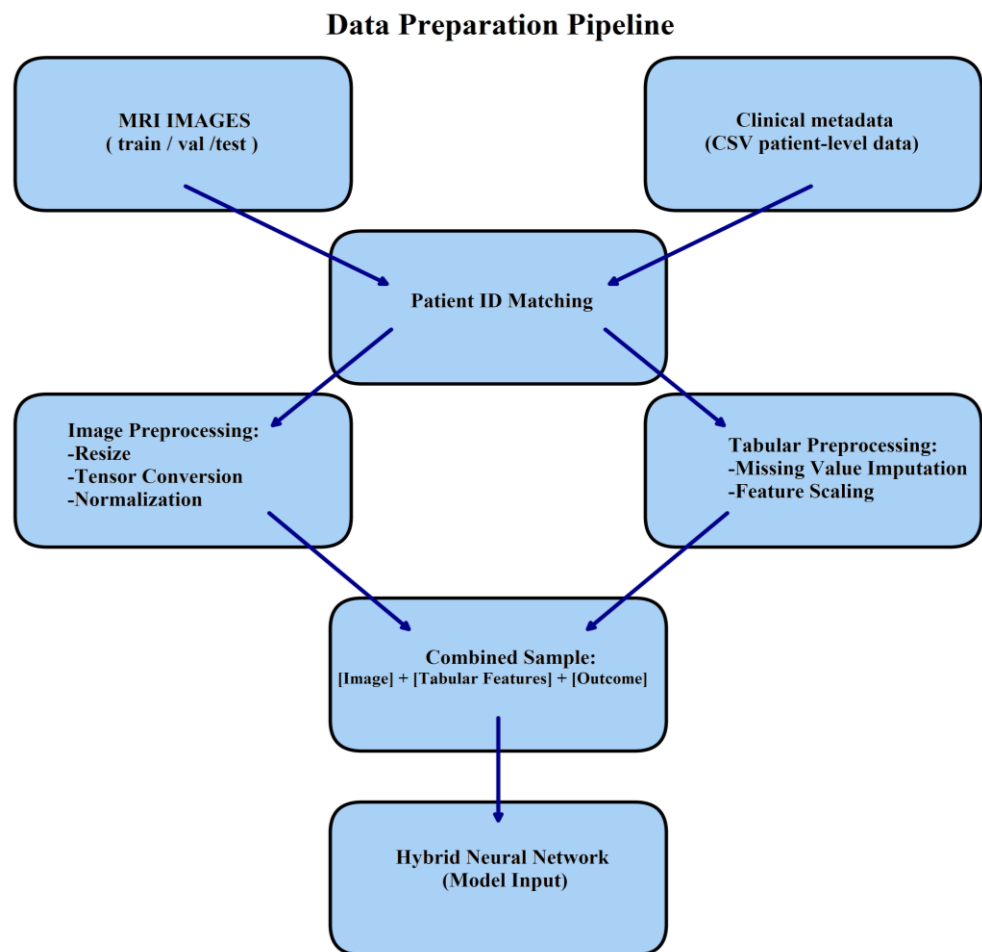 Data Preparation Pipeline
MRI IMAGES
( train / val /test )
Clinical metadata
(CSV patient-level data)
Patient ID Matching
Image Preprocessing:
-Resize
-Tensor Conversion
-Normalization
Tabular Preprocessing:
-Missing Value Imputation
-Feature Scaling
Combined Sample:
[Image] + [Tabular Features] + [Outcome]
Hybrid Neural Network
(Model Input)